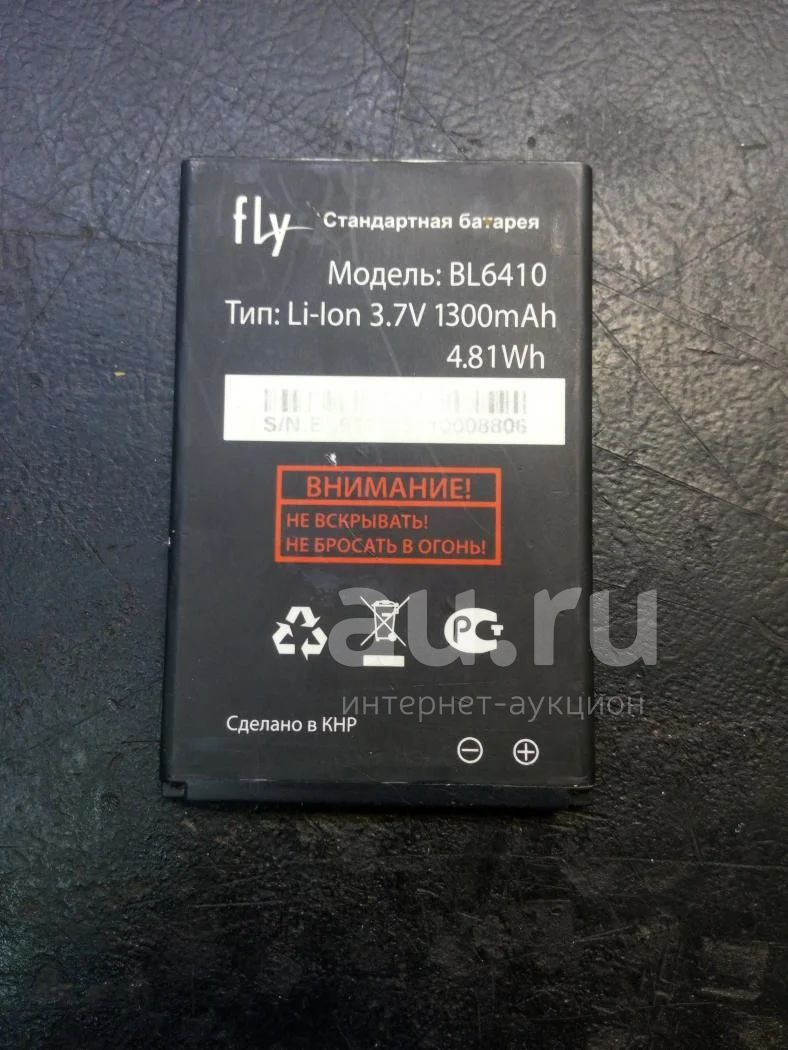 fly Стандартная батарея
Модель: BL6410
Тип: Li-Ion 3.7V 1300mAh
4.81Wh
10008806
ВНИМАНИЕ!
НЕ ВСКРЫВАТЬ!
НЕ БРОСАТЬ В ОГОНЬ!
au.ru
интернет-аукцион
Сделано в КНР